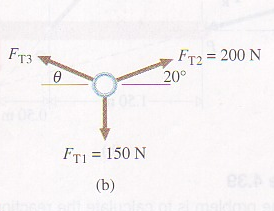 F_T3
F_T2 = 200 N
θ
20°
F_T1 = 150 N
(b)